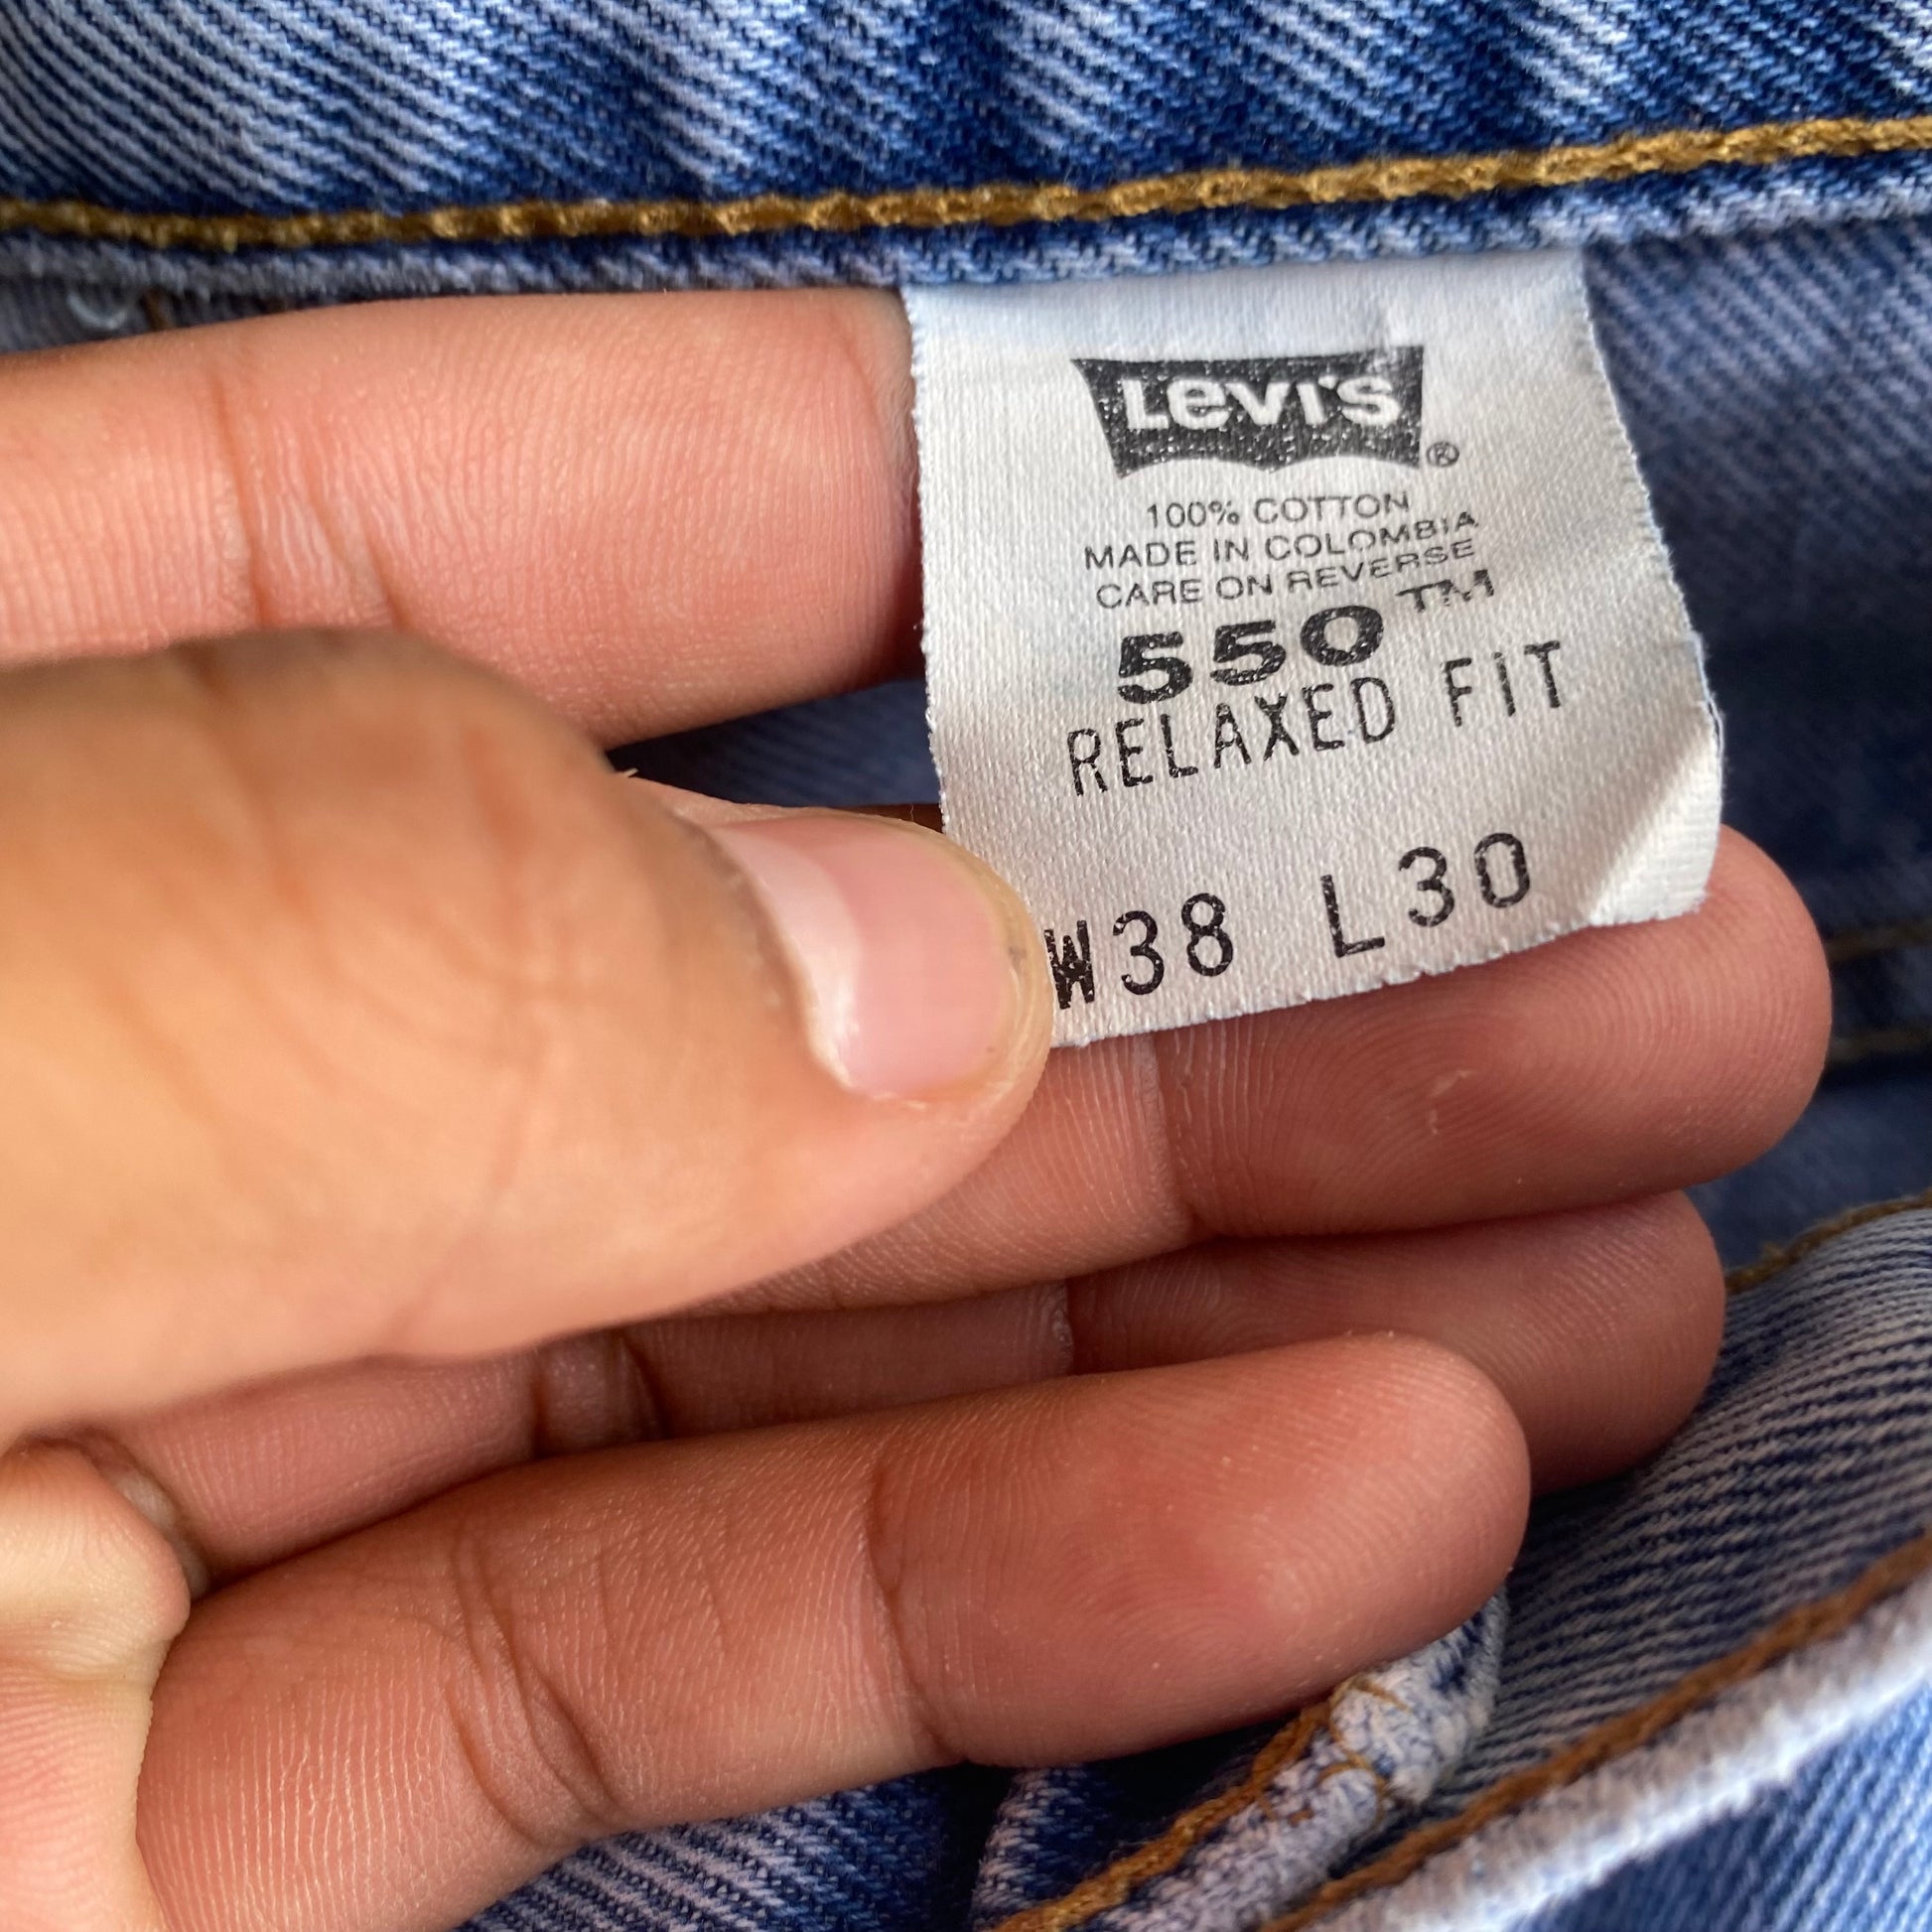 Levi's ®
100% COTTON
MADE IN COLOMBIA
CARE ON REVERSE
550 ™
RELAXED FIT
W38 L30